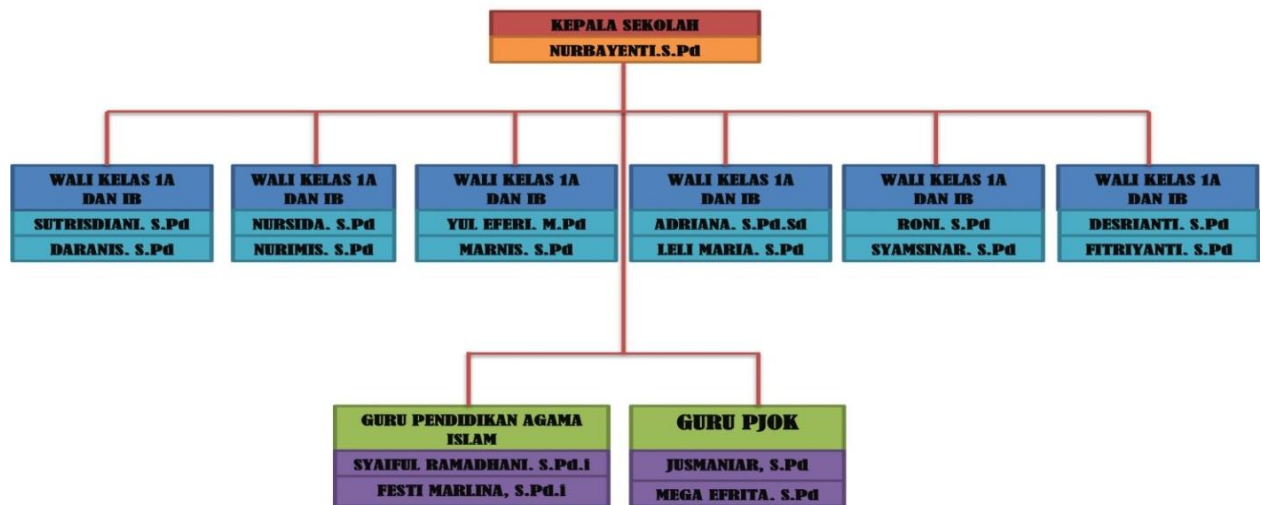 KEPALA SEKOLAH
NURBAYENTI.S.Pd
WALI KELAS 1A
DAN IB
SUTRISDIANI. S.Pd
DARANIS. S.Pd
WALI KELAS 1A
DAN IB
NURSIDA. S.Pd
NURIMIS. S.Pd
WALI KELAS 1A
DAN IB
YUL EFERI. M.Pd
MARNIS. S.Pd
WALI KELAS 1A
DAN IB
ADRIANA. S.Pd.Sd
LELI MARIA. S.Pd
WALI KELAS 1A
DAN IB
RONI. S.Pd
SYAMSINAR. S.Pd
WALI KELAS 1A
DAN IB
DESRIANTI. S.Pd
FITRIYANTI. S.Pd
GURU PENDIDIKAN AGAMA
ISLAM
SYAIFUL RAMADHANI. S.Pd.i
FESTI MARLINA, S.Pd.i
GURU PJOK
JUSMANIAR, S.Pd
MEGA EFRITA. S.Pd